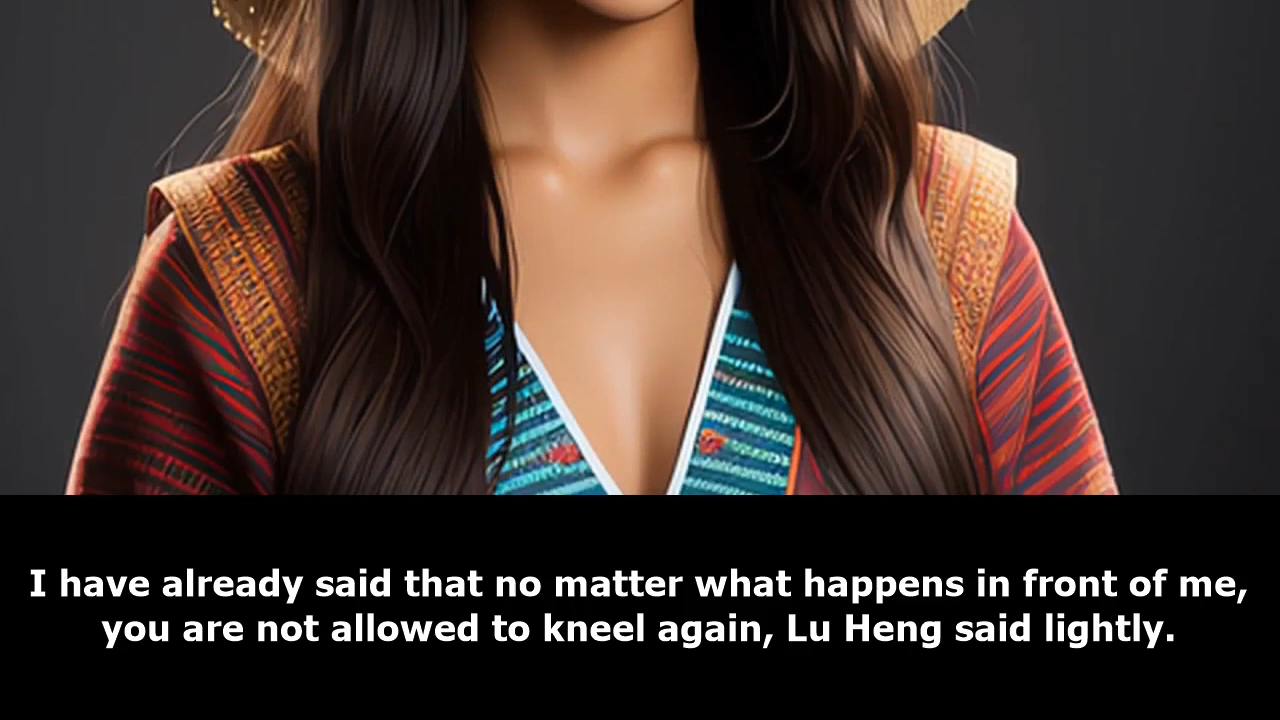 I have already said that no matter what happens in front of me,
you are not allowed to kneel again, Lu Heng said lightly.